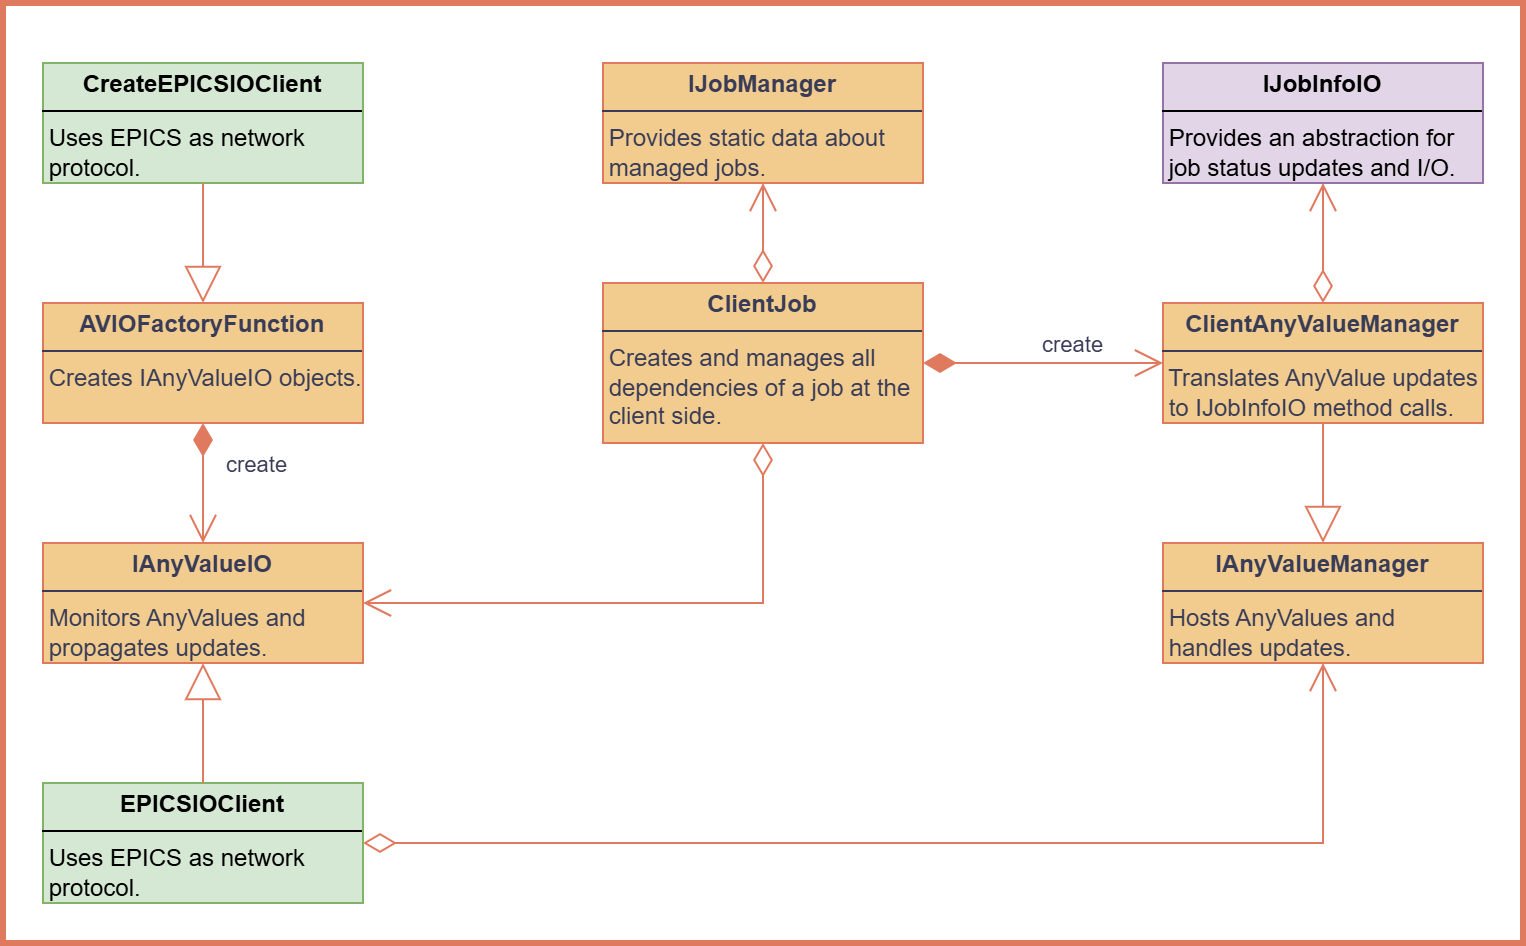 CreateEPICSIOClient
Uses EPICS as network
protocol.
IJobManager
Provides static data about
managed jobs.
IJobInfoIO
Provides an abstraction for
job status updates and I/O.
AVIOFactoryFunction
Creates IAnyValueIO objects.
create
ClientJob
Creates and manages all
dependencies of a job at the
client side.
create
ClientAnyValueManager
Translates AnyValue updates
to IJobInfoIO method calls.
IAnyValueIO
Monitors AnyValues and
propagates updates.
IAnyValueManager
Hosts AnyValues and
handles updates.
EPICSIOClient
Uses EPICS as network
protocol.